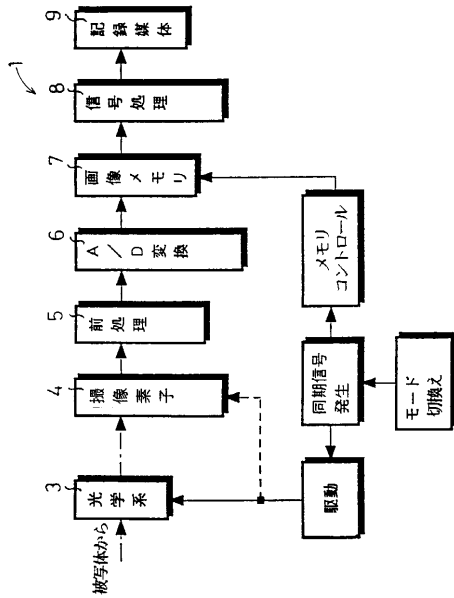 1
被写体から
3
光学系
4
撮像素子
5
前処理
6
A/D変換
7
画像メモリ
8
信号処理
9
記録媒体
駆動
同期信号
発生
メモリ
コントロール
モード
切換え